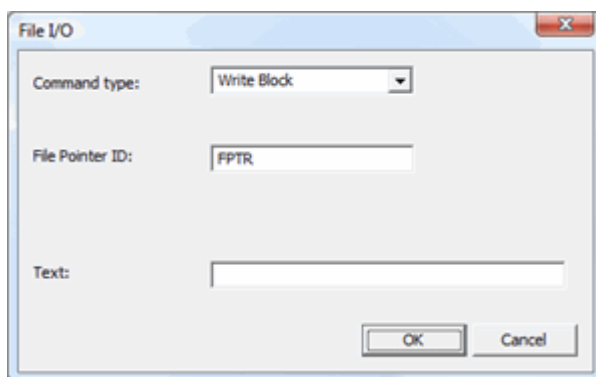 File I/O
Command type: Write Block
File Pointer ID: FPTR
Text:
OK Cancel